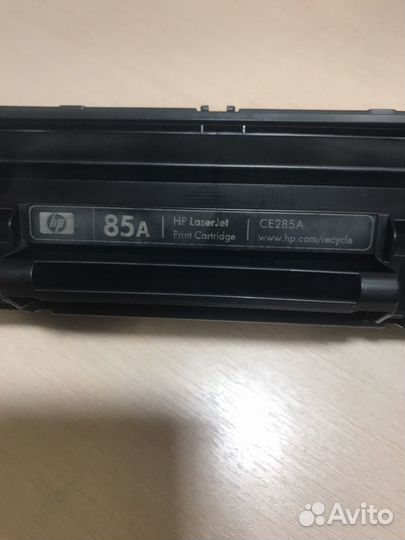 hp 85A HP LaserJet CE285A
Print Cartridge www.hp.com/recycle
Avito